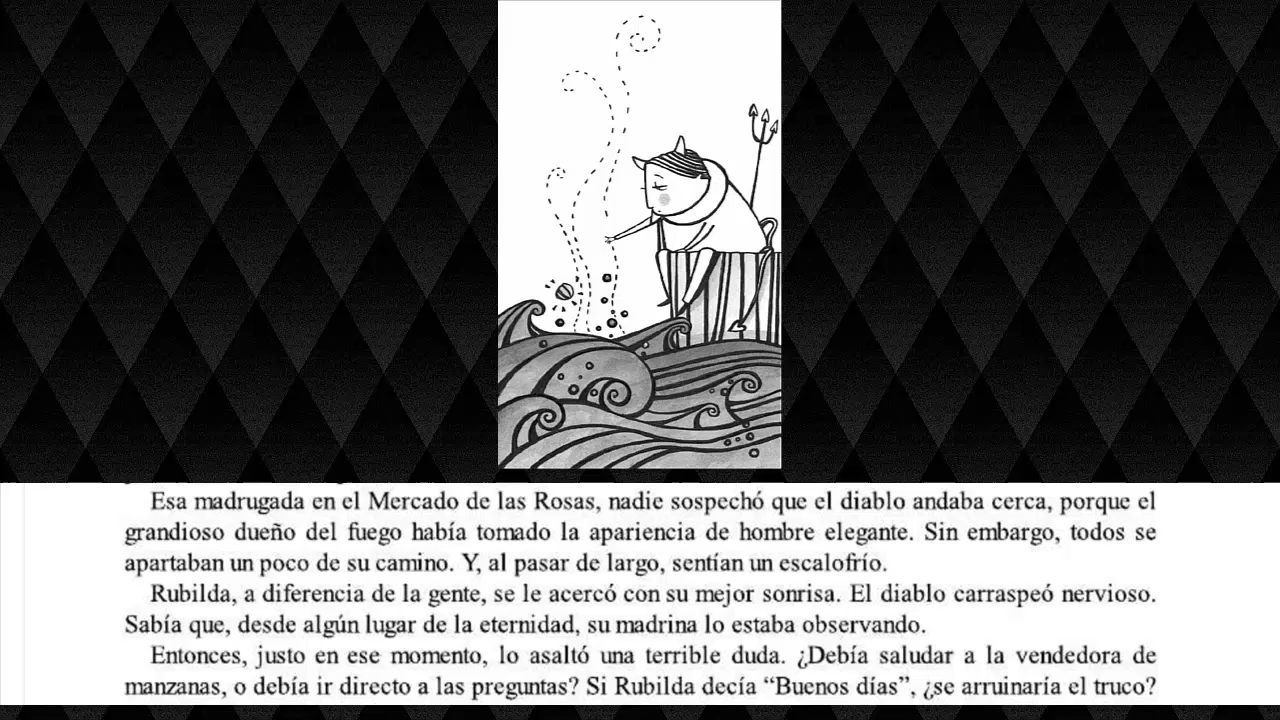 Esa madrugada en el Mercado de las Rosas, nadie sospechó que el diablo andaba cerca, porque el
grandioso dueño del fuego había tomado la apariencia de hombre elegante. Sin embargo, todos se
apartaban un poco de su camino. Y, al pasar de largo, sentían un escalofrío.
Rubilda, a diferencia de la gente, se le acercó con su mejor sonrisa. El diablo carraspeó nervioso.
Sabía que, desde algún lugar de la eternidad, su madrina lo estaba observando.
Entonces, justo en ese momento, lo asaltó una terrible duda. ¿Debía saludar a la vendedora de
manzanas, o debía ir directo a las preguntas? Si Rubilda decía “Buenos días”, ¿se arruinaría el truco?